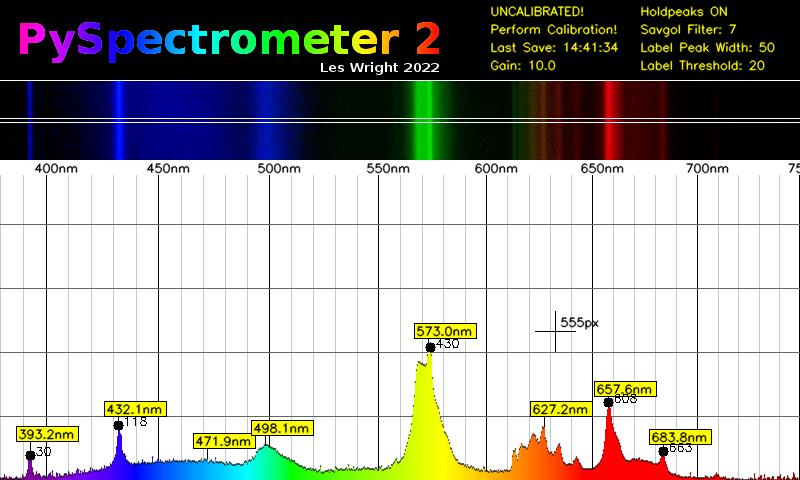 PySpectrometer 2
Les Wright 2022
UNCALIBRATED!
Perform Calibration!
Last Save: 14:41:34
Gain: 10.0
Holdpeaks ON
Savgol Filter: 7
Label Peak Width: 50
Label Threshold: 20
400nm 450nm 500nm 550nm 600nm 650nm 700nm 75
555px
573.0nm
430
657.6nm
608
432.1nm
118
627.2nm
498.1nm
393.2nm
30
471.9nm
683.8nm
663